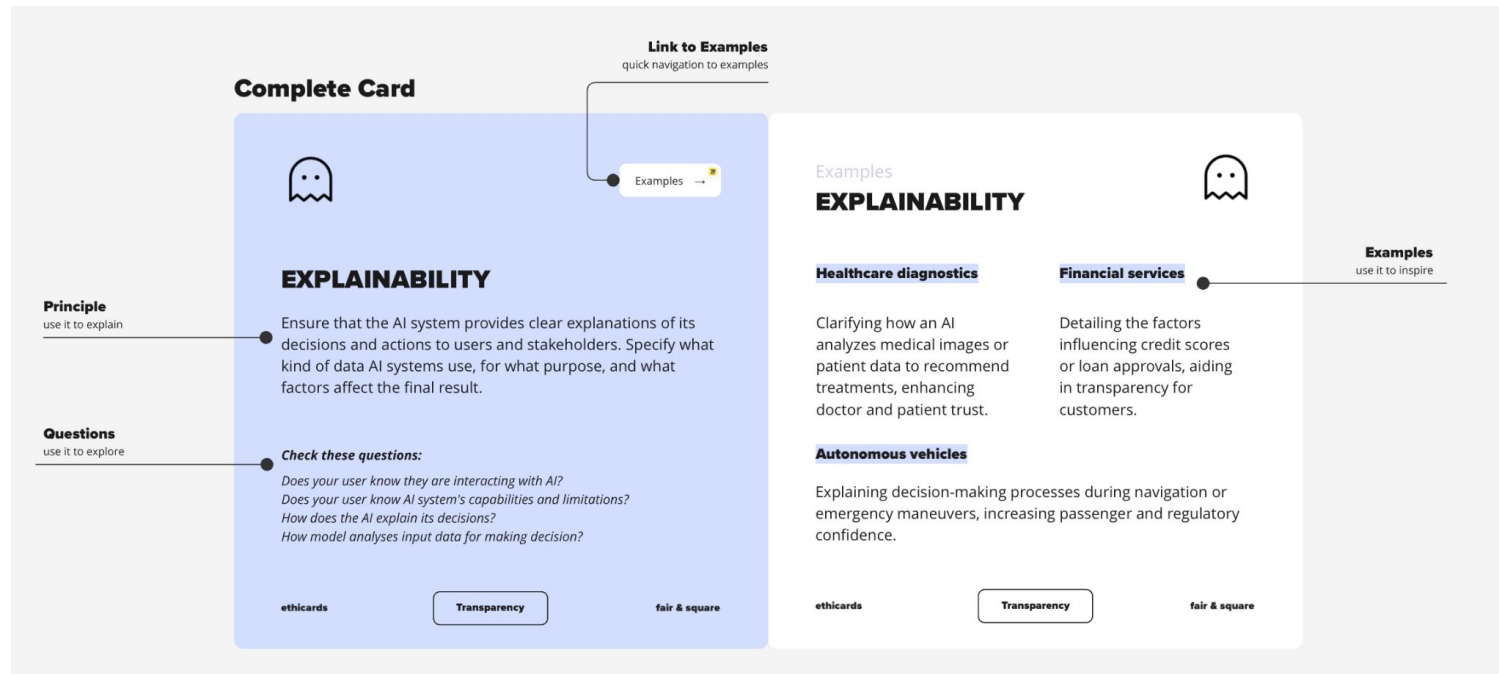 Link to Examples
quick navigation to examples
Complete Card
Examples →
EXPLAINABILITY
Principle
use it to explain
Ensure that the AI system provides clear explanations of its
decisions and actions to users and stakeholders. Specify what
kind of data AI systems use, for what purpose, and what
factors affect the final result.
Questions
use it to explore
Check these questions:
Does your user know they are interacting with AI?
Does your user know AI system's capabilities and limitations?
How does the AI explain its decisions?
How model analyses input data for making decision?
ethicards
Transparency
fair & square
Examples
EXPLAINABILITY
Healthcare diagnostics
Clarifying how an AI
analyzes medical images or
patient data to recommend
treatments, enhancing
doctor and patient trust.
Financial services
Detailing the factors
influencing credit scores
or loan approvals, aiding
in transparency for
customers.
Examples
use it to inspire
Autonomous vehicles
Explaining decision-making processes during navigation or
emergency maneuvers, increasing passenger and regulatory
confidence.
ethicards
Transparency
fair & square